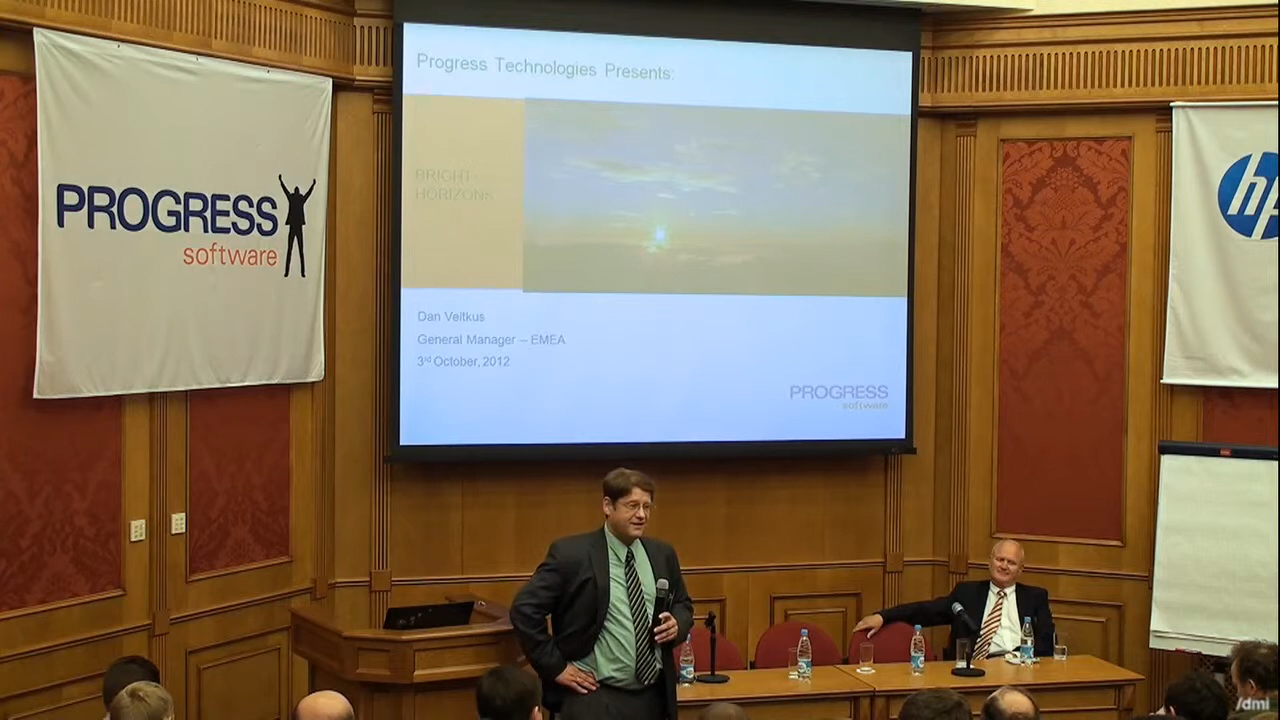 PROGRESS
software
Progress Technologies Presents:
BRIGHT
HORIZONS
Dan Veitkus
General Manager – EMEA
3rd October, 2012
PROGRESS
software
hp
/dmi